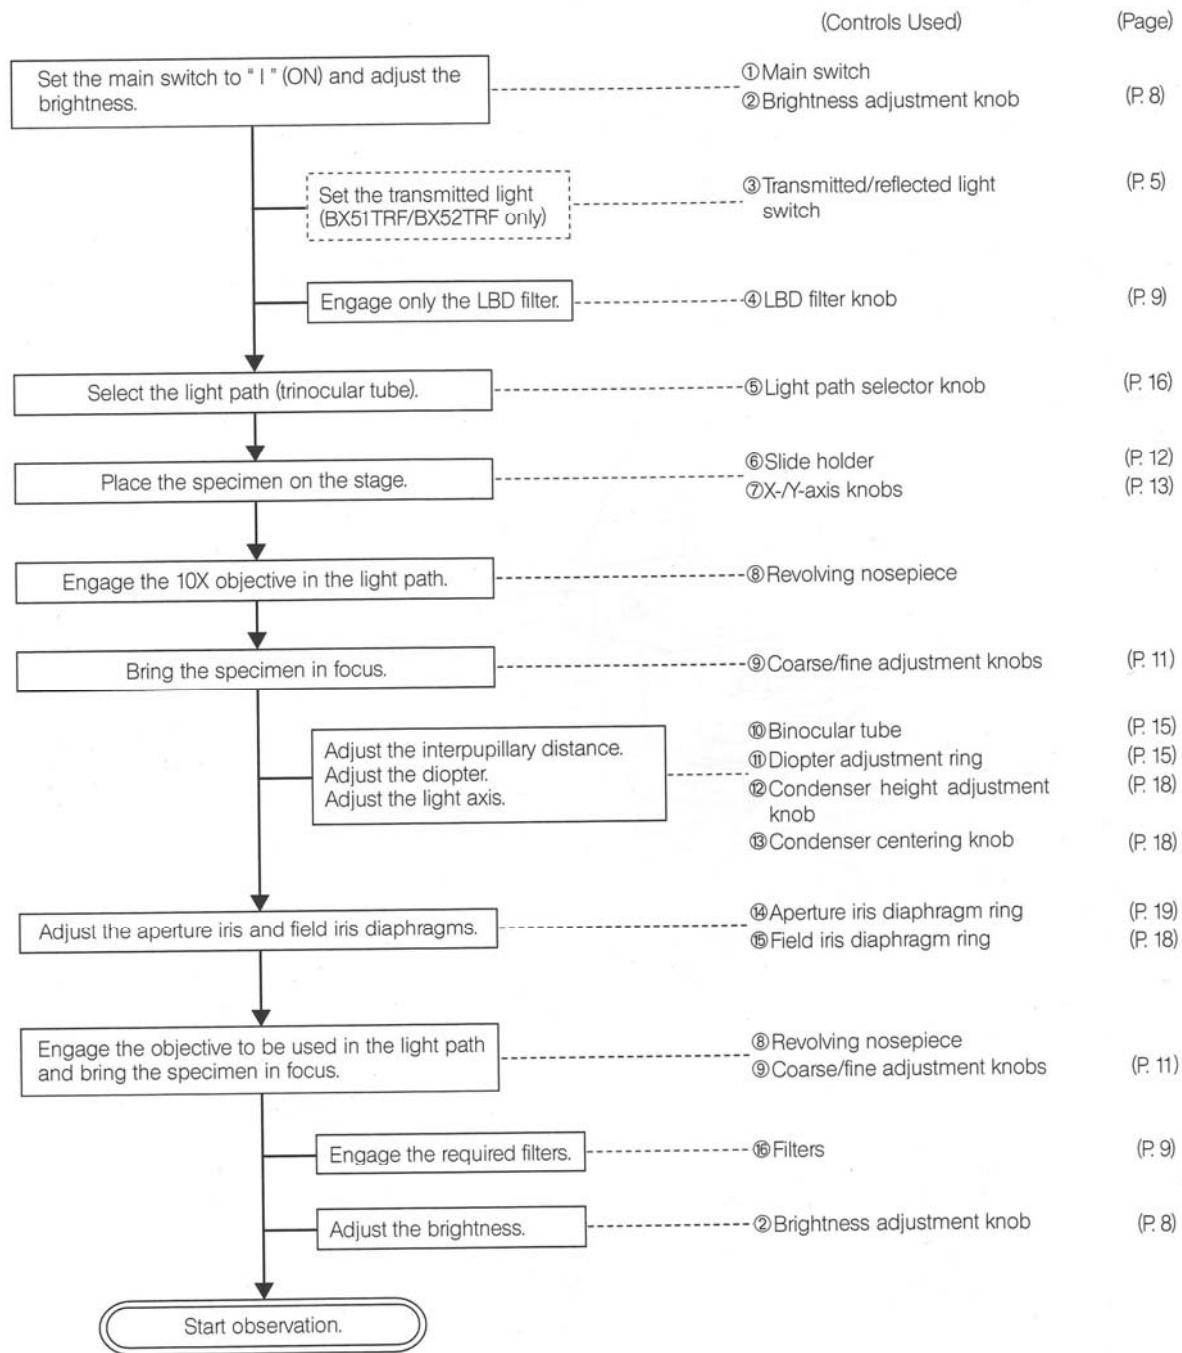 (Controls Used) (Page)
Set the main switch to "I" (ON) and adjust the
brightness.
①Main switch
②Brightness adjustment knob (P. 8)
Set the transmitted light
(BX51TRF/BX52TRF only)
③Transmitted/reflected light (P. 5)
switch
Engage only the LBD filter.
④LBD filter knob (P. 9)
Select the light path (trinocular tube).
⑤Light path selector knob (P. 16)
Place the specimen on the stage.
⑥Slide holder (P. 12)
⑦X-/Y-axis knobs (P. 13)
Engage the 10X objective in the light path.
⑧Revolving nosepiece
Bring the specimen in focus.
⑨Coarse/fine adjustment knobs (P. 11)
Adjust the interpupillary distance.
Adjust the diopter.
Adjust the light axis.
⑩Binocular tube (P. 15)
⑪Diopter adjustment ring (P. 15)
⑫Condenser height adjustment (P. 18)
knob
⑬Condenser centering knob (P. 18)
Adjust the aperture iris and field iris diaphragms.
⑭Aperture iris diaphragm ring (P. 19)
⑮Field iris diaphragm ring (P. 18)
Engage the objective to be used in the light path
and bring the specimen in focus.
⑧Revolving nosepiece
⑨Coarse/fine adjustment knobs (P. 11)
Engage the required filters.
⑯Filters (P. 9)
Adjust the brightness.
②Brightness adjustment knob (P. 8)
Start observation.